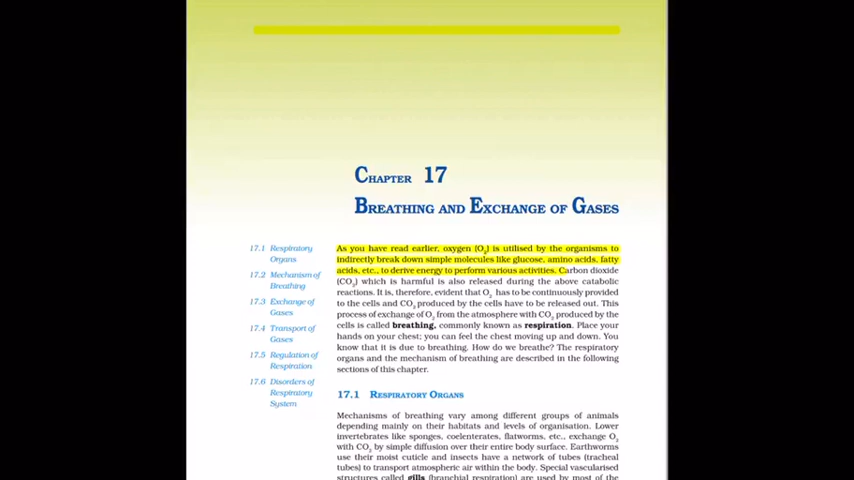 CHAPTER 17
BREATHING AND EXCHANGE OF GASES
17.1 Respiratory
Organs
17.2 Mechanism of
Breathing
17.3 Exchange of
Gases
17.4 Transport of
Gases
17.5 Regulation of
Respiration
17.6 Disorders of
Respiratory
System
As you have read earlier, oxygen (O2) is utilised by the organisms to
indirectly break down simple molecules like glucose, amino acids, fatty
acids, etc., to derive energy to perform various activities. Carbon dioxide
(CO2) which is harmful is also released during the above catabolic
reactions. It is, therefore, evident that O2 has to be continuously provided
to the cells and CO2 produced by the cells have to be released out. This
process of exchange of O2 from the atmosphere with CO2 produced by the
cells is called breathing, commonly known as respiration. Place your
hands on your chest; you can feel the chest moving up and down. You
know that it is due to breathing. How do we breathe? The respiratory
organs and the mechanism of breathing are described in the following
sections of this chapter.
17.1 RESPIRATORY ORGANS
Mechanisms of breathing vary among different groups of animals
depending mainly on their habitats and levels of organisation. Lower
invertebrates like sponges, coelenterates, flatworms, etc., exchange O2
with CO2 by simple diffusion over their entire body surface. Earthworms
use their moist cuticle and insects have a network of tubes (tracheal
tubes) to transport atmospheric air within the body. Special vascularised
structures called gills (branchial respiration) are used by most of the